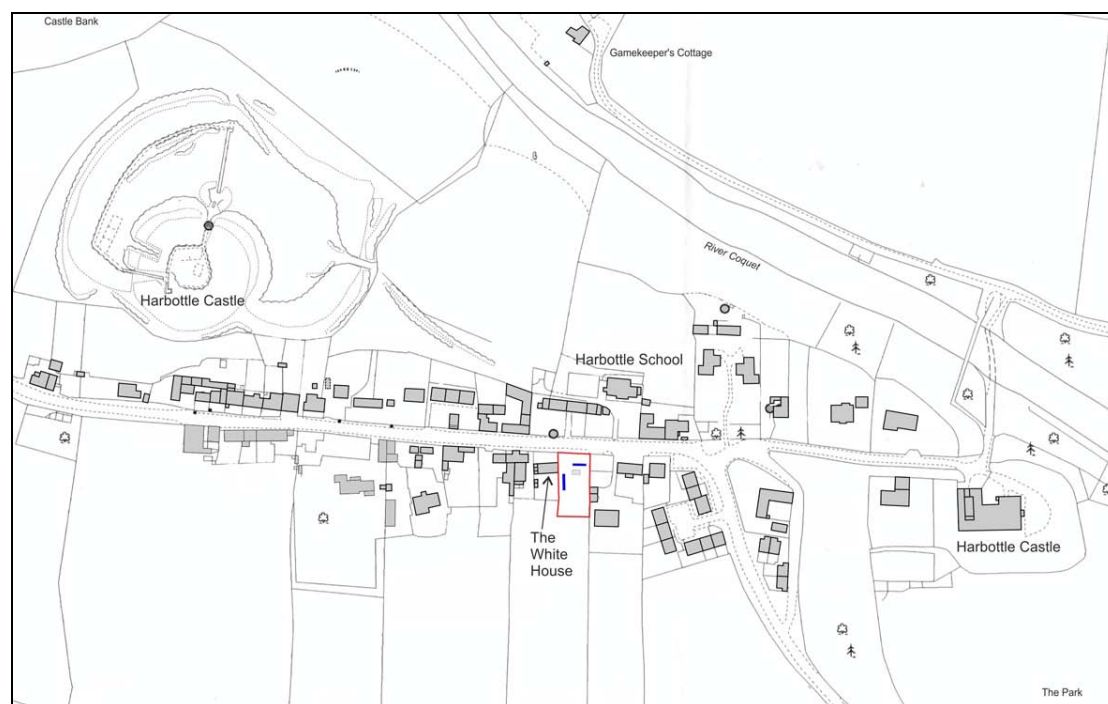 Castle Bank
Gamekeeper's Cottage
River Coquet
Harbottle Castle
Harbottle School
The
White
House
Harbottle Castle
The Park